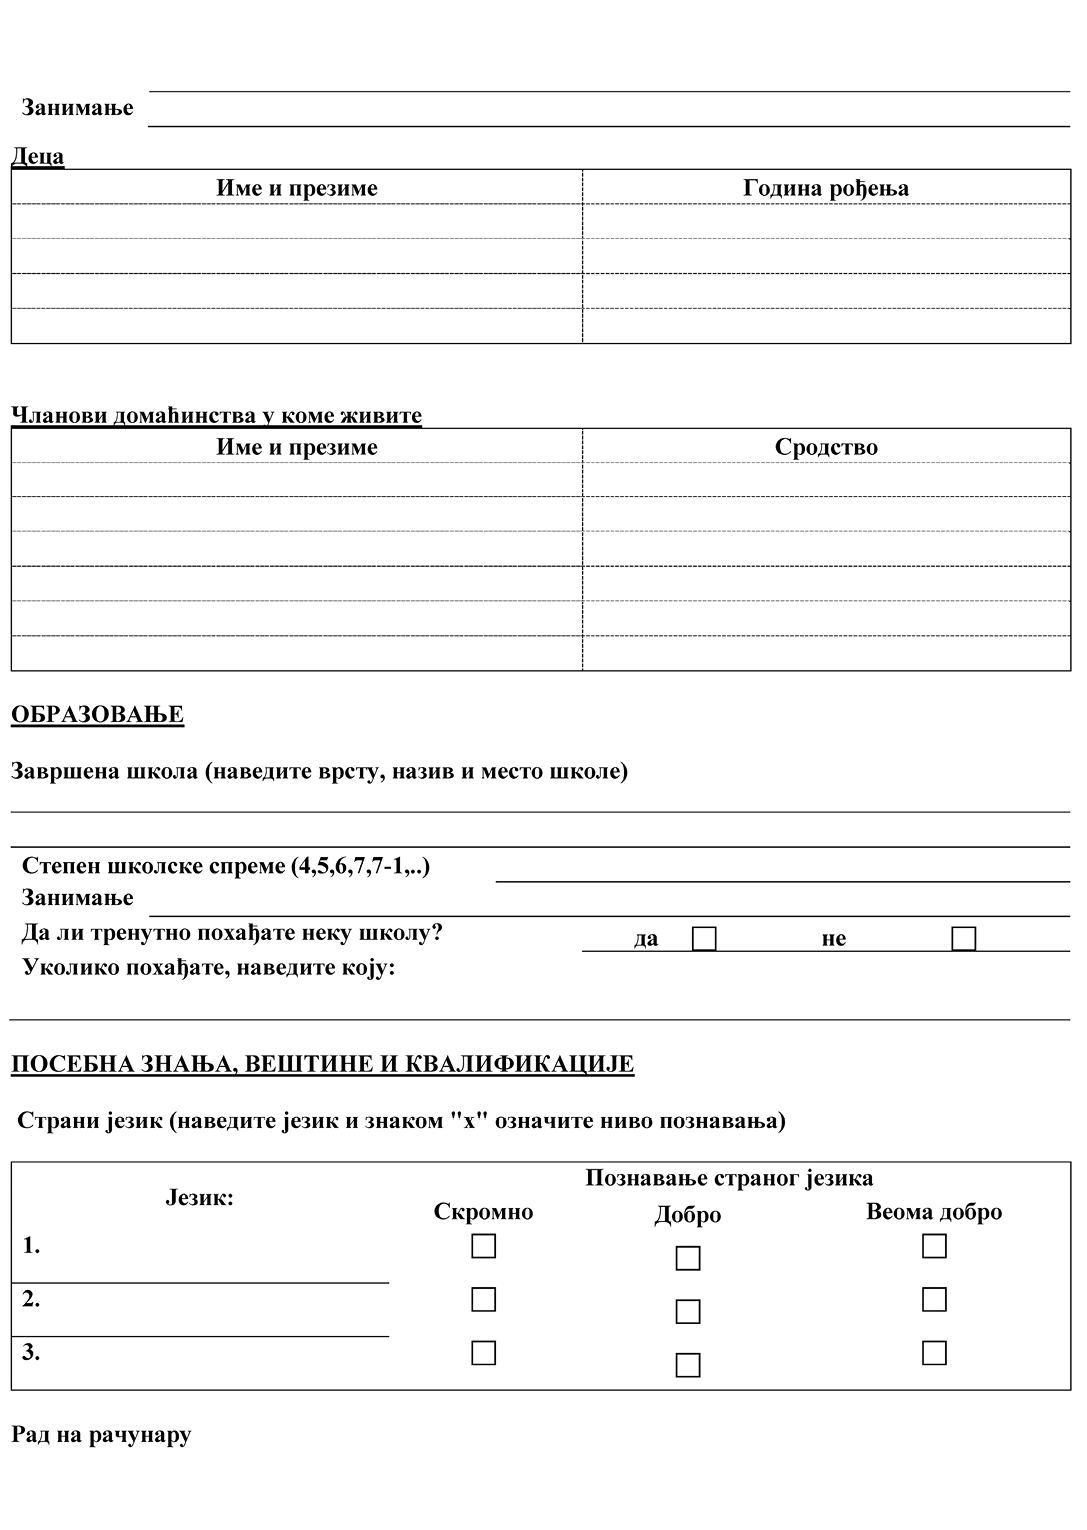 Занимање
Деца
Име и презиме Година рођења
Чланови домаћинства у коме живите
Име и презиме Сродство
ОБРАЗОВАЊЕ
Завршена школа (наведите врсту, назив и место школе)
Степен школске спреме (4,5,6,7,7-1,..)
Занимање
Да ли тренутно похађате неку школу? да не
Уколико похађате, наведите коју:
ПОСЕБНА ЗНАЊА, ВЕШТИНЕ И КВАЛИФИКАЦИЈЕ
Страни језик (наведите језик и знаком "x" означите ниво познавања)
Познавање страног језика
Језик:
Скромно Добро Веома добро
1.
2.
3.
Рад на рачунару